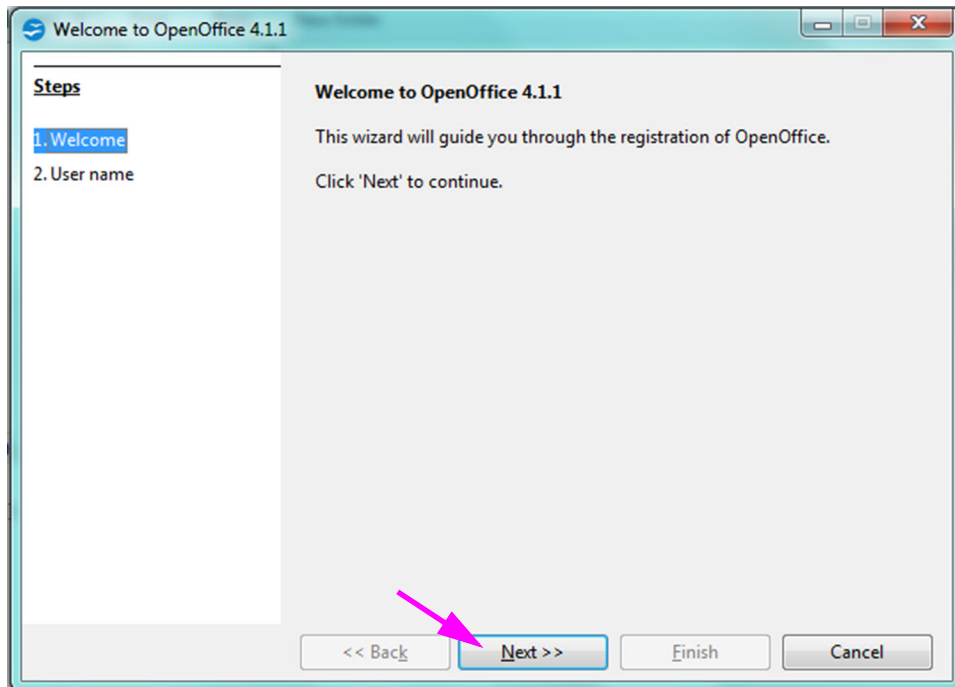 Welcome to OpenOffice 4.1.1
Steps
1. Welcome
2. User name
Welcome to OpenOffice 4.1.1
This wizard will guide you through the registration of OpenOffice.
Click 'Next' to continue.
<< Back
Next >>
Finish
Cancel